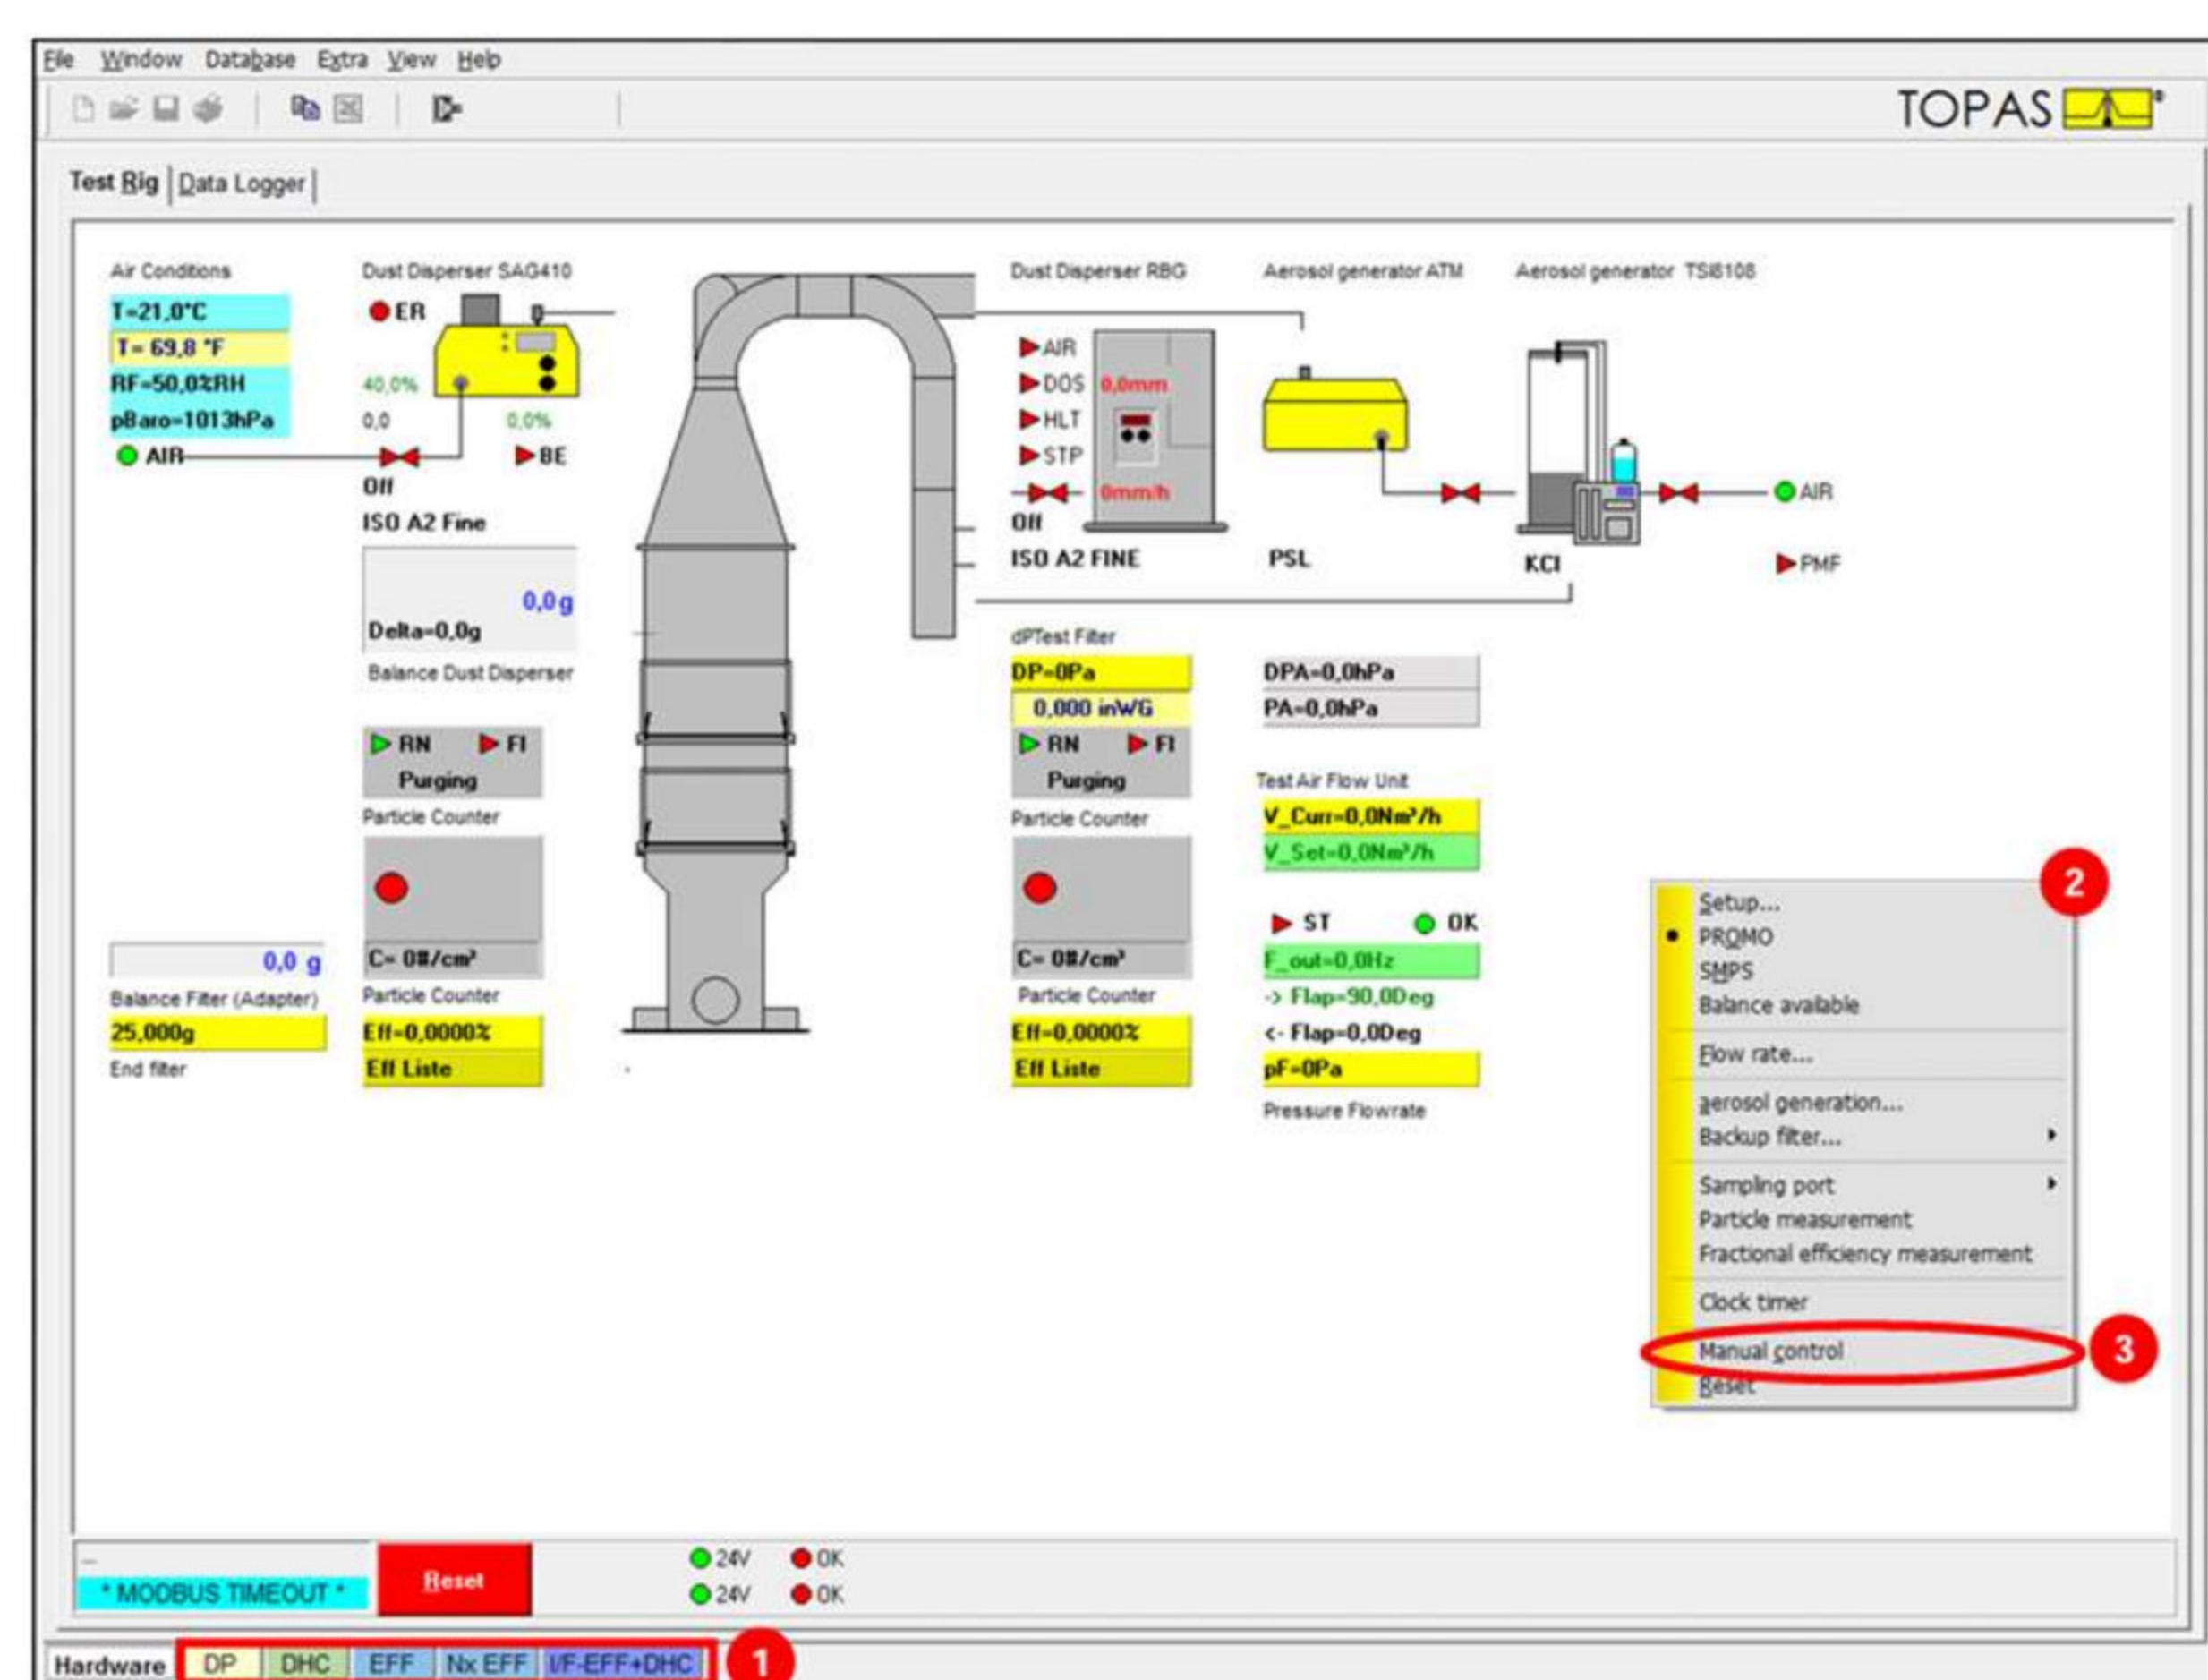 File Window Database Extra View Help
TOPAS
Test Rig Data Logger
Air Conditions
T=21,0°C
T= 69,8 °F
RF=50,0%RH
pBaro=1013hPa
AIR
Dust Disperser SAG410
ER
40,0%
0,0 0,0%
BE
Off
ISO A2 Fine
0,0 g
Delta=0,0g
Balance Dust Disperser
RN FI
Purging
Particle Counter
C= 0#/cm³
Particle Counter
Eff=0,0000%
Eff Liste
0,0 g
Balance Filter (Adapter)
25,000g
End filter
Dust Disperser RBG
AIR
DOS 0,0mm
HLT
STP
0mm/h
Off
ISO A2 FINE
Aerosol generator ATM
PSL
Aerosol generator TSI8108
AIR
KCl
PMF
dPTest Filter
DP=0Pa
0,000 inWG
RN FI
Purging
Particle Counter
C= 0#/cm³
Particle Counter
Eff=0,0000%
Eff Liste
DPA=0,0hPa
PA=0,0hPa
Test Air Flow Unit
V_Curr=0,0Nm³/h
V_Set=0,0Nm³/h
ST OK
F_out=0,0Hz
-> Flap=90,0Deg
<- Flap=0,0Deg
pF=0Pa
Pressure Flowrate
2
Setup...
PROMO
SMPS
Balance available
Flow rate...
aerosol generation...
Backup filter...
Sampling port
Particle measurement
Fractional efficiency measurement
Clock timer
Manual control
3
Reset
--
* MODBUS TIMEOUT *
Reset
24V OK
24V OK
Hardware DP DHC EFF Nx EFF I/F-EFF+DHC
1